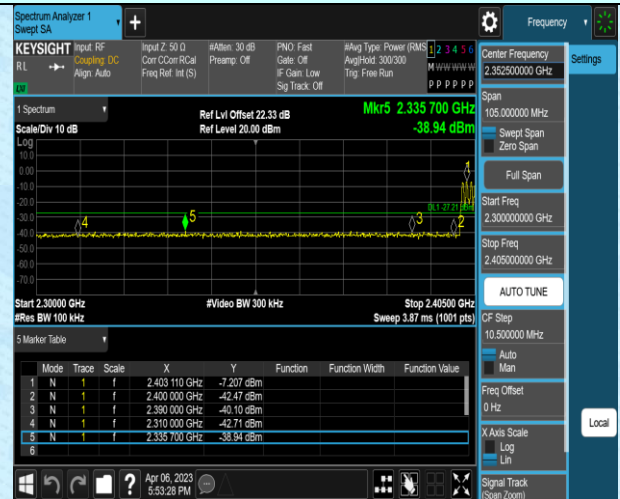 Spectrum Analyzer 1
Swept SA
Frequency
KEYSIGHT Input: RF Input Z: 50 Ω #Atten: 30 dB PNO: Fast #Avg Type: Power (RMS 1 2 3 4 5 6
RL Coupling: DC Corr CCorr RCal Preamp: Off Gate: Off Avg|Hold: 300/300 M W W W W W
Align: Auto Freq Ref: Int (S) IF Gain: Low Trig: Free Run
LXI Sig Track: Off P P P P P P
1 Spectrum Ref Lvl Offset 22.33 dB Mkr5 2.335 700 GHz
Scale/Div 10 dB Ref Level 20.00 dBm -38.94 dBm
Log
10.0
0.00
-10.0
-20.0
-30.0
-40.0
-50.0
-60.0
-70.0
DL1 -27.21 dBm
4
5
3
2
Start 2.30000 GHz #Video BW 300 kHz Stop 2.40500 GHz
#Res BW 100 kHz Sweep 3.87 ms (1001 pts)
5 Marker Table
Mode Trace Scale X Y Function Function Width Function Value
1 N 1 f 2.403 110 GHz -7.207 dBm
2 N 1 f 2.400 000 GHz -42.47 dBm
3 N 1 f 2.390 000 GHz -40.10 dBm
4 N 1 f 2.310 000 GHz -42.71 dBm
5 N 1 f 2.335 700 GHz -38.94 dBm
6
? Apr 06, 2023
5:53:28 PM
Center Frequency
2.352500000 GHz
Settings
Span
105.000000 MHz
Swept Span
Zero Span
Full Span
Start Freq
2.300000000 GHz
Stop Freq
2.405000000 GHz
AUTO TUNE
CF Step
10.500000 MHz
Auto
Man
Freq Offset
0 Hz
X Axis Scale
Log
Lin
Local
Signal Track
(Span Zoom)